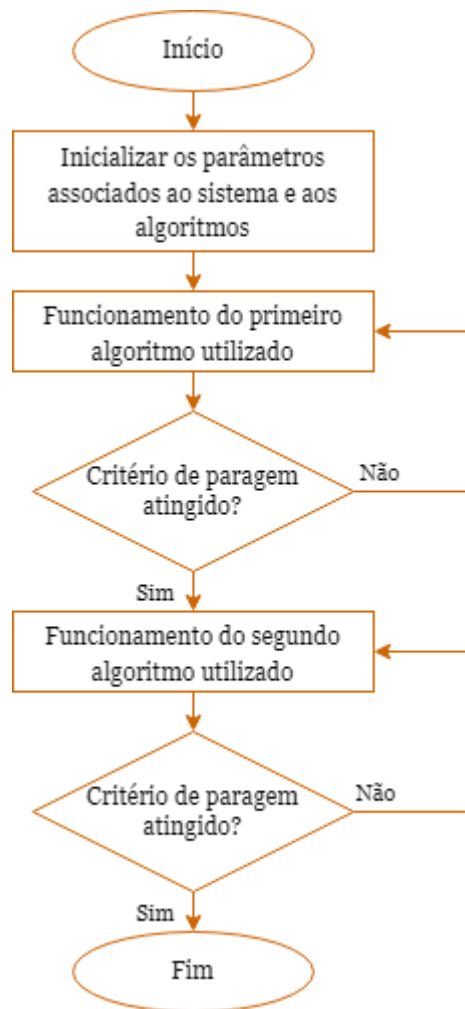 Início
Inicializar os parâmetros
associados ao sistema e aos
algoritmos
Funcionamento do primeiro
algoritmo utilizado
Critério de paragem
atingido?
Não
Sim
Funcionamento do segundo
algoritmo utilizado
Critério de paragem
atingido?
Não
Sim
Fim